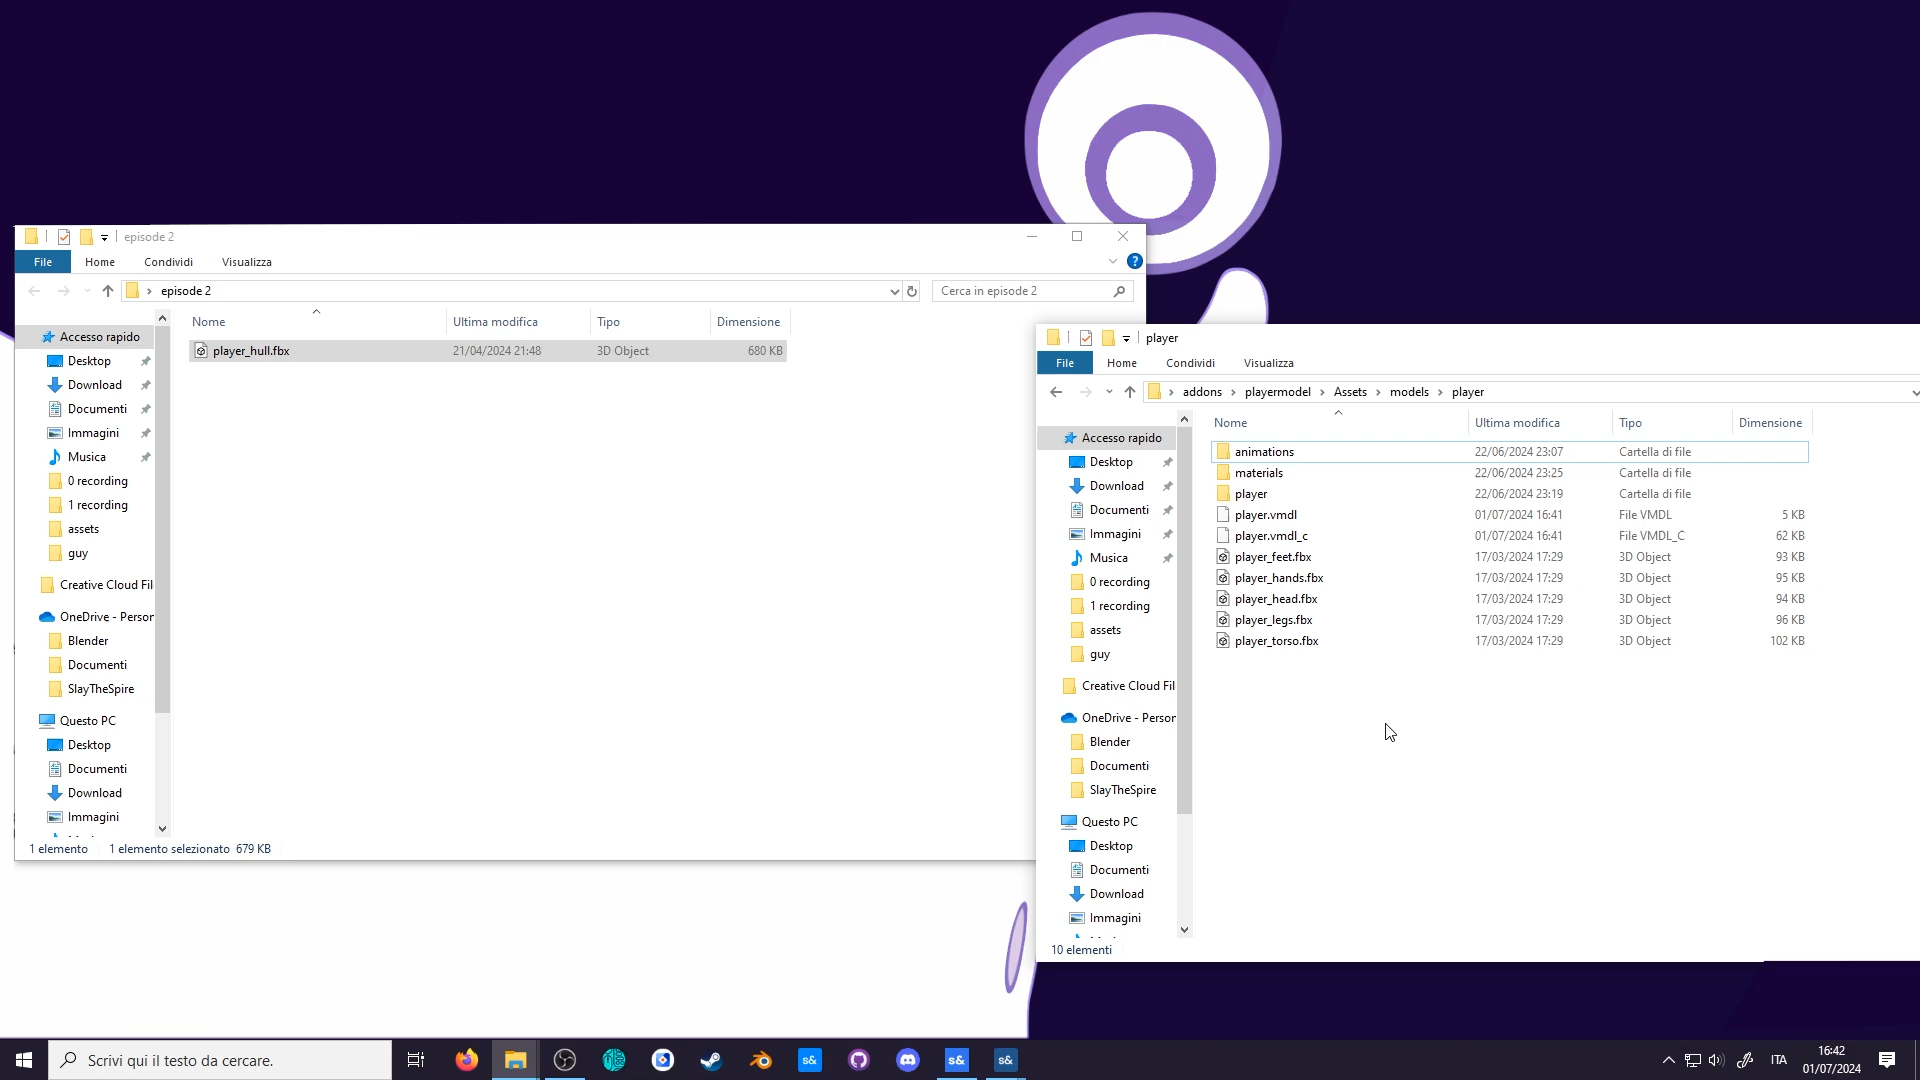 episode 2
File Home Condividi Visualizza
episode 2
Cerca in episode 2
Nome Ultima modifica Tipo Dimensione
player_hull.fbx 21/04/2024 21:48 3D Object 680 KB
Accesso rapido
Desktop
Download
Documenti
Immagini
Musica
0 recording
1 recording
assets
guy
Creative Cloud Fil
OneDrive - Person
Blender
Documenti
SlayTheSpire
Questo PC
Desktop
Documenti
Download
Immagini
1 elemento 1 elemento selezionato 679 KB
player
File Home Condividi Visualizza
addons playermodel Assets models player
Nome Ultima modifica Tipo Dimensione
animations 22/06/2024 23:07 Cartella di file
materials 22/06/2024 23:25 Cartella di file
player 22/06/2024 23:19 Cartella di file
player.vmdl 01/07/2024 16:41 File VMDL 5 KB
player.vmdl_c 01/07/2024 16:41 File VMDL_C 62 KB
player_feet.fbx 17/03/2024 17:29 3D Object 93 KB
player_hands.fbx 17/03/2024 17:29 3D Object 95 KB
player_head.fbx 17/03/2024 17:29 3D Object 94 KB
player_legs.fbx 17/03/2024 17:29 3D Object 96 KB
player_torso.fbx 17/03/2024 17:29 3D Object 102 KB
Accesso rapido
Desktop
Download
Documenti
Immagini
Musica
0 recording
1 recording
assets
guy
Creative Cloud Fil
OneDrive - Person
Blender
Documenti
SlayTheSpire
Questo PC
Desktop
Documenti
Download
Immagini
10 elementi
Scrivi qui il testo da cercare.
s& s& s&
ITA
16:42
01/07/2024